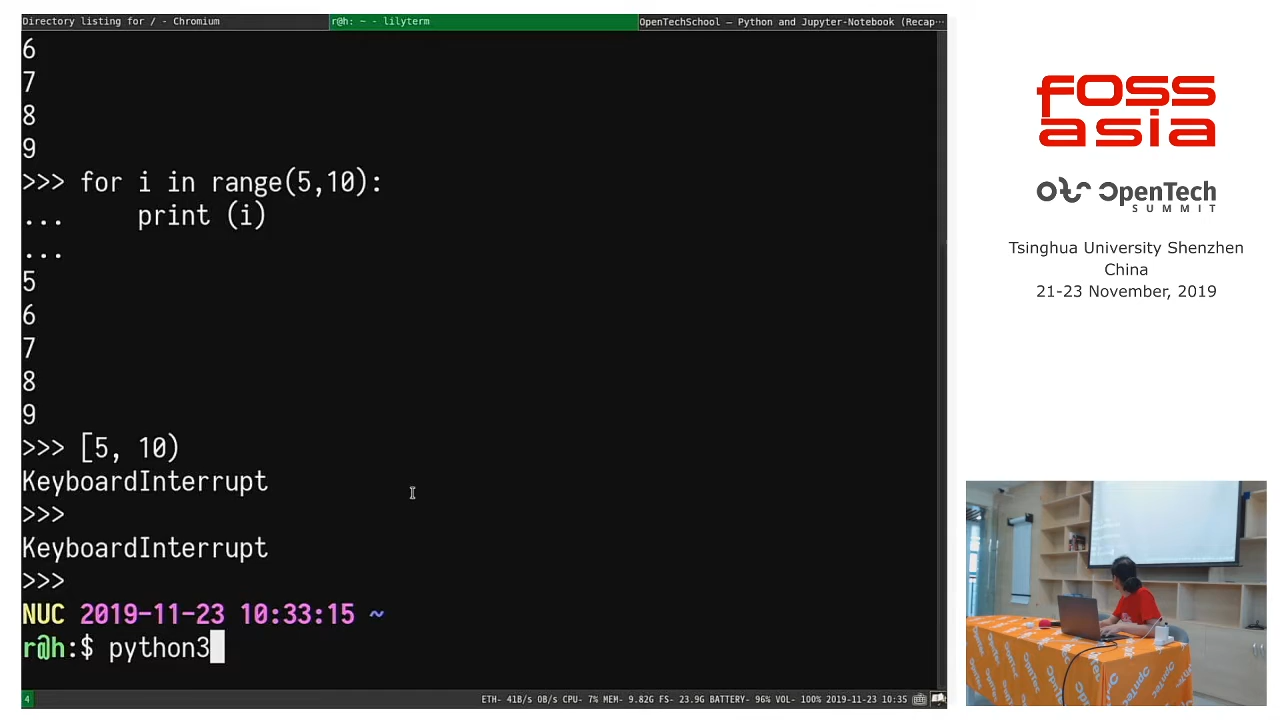 Directory listing for / - Chromium
r@h: ~ - lilyterm
OpenTechSchool – Python and Jupyter-Notebook (Recap···
6
7
8
9
>>> for i in range(5,10):
...     print (i)
...
5
6
7
8
9
>>> [5, 10)
KeyboardInterrupt
>>>
KeyboardInterrupt
>>>
NUC 2019-11-23 10:33:15 ~
r@h:$ python3
4
ETH- 41B/s 0B/s CPU- 7% MEM- 9.82G FS- 23.9G BATTERY- 96% VOL- 100% 2019-11-23 10:35
FOSS
asia
OpenTech
SUMMIT
Tsinghua University Shenzhen
China
21-23 November, 2019